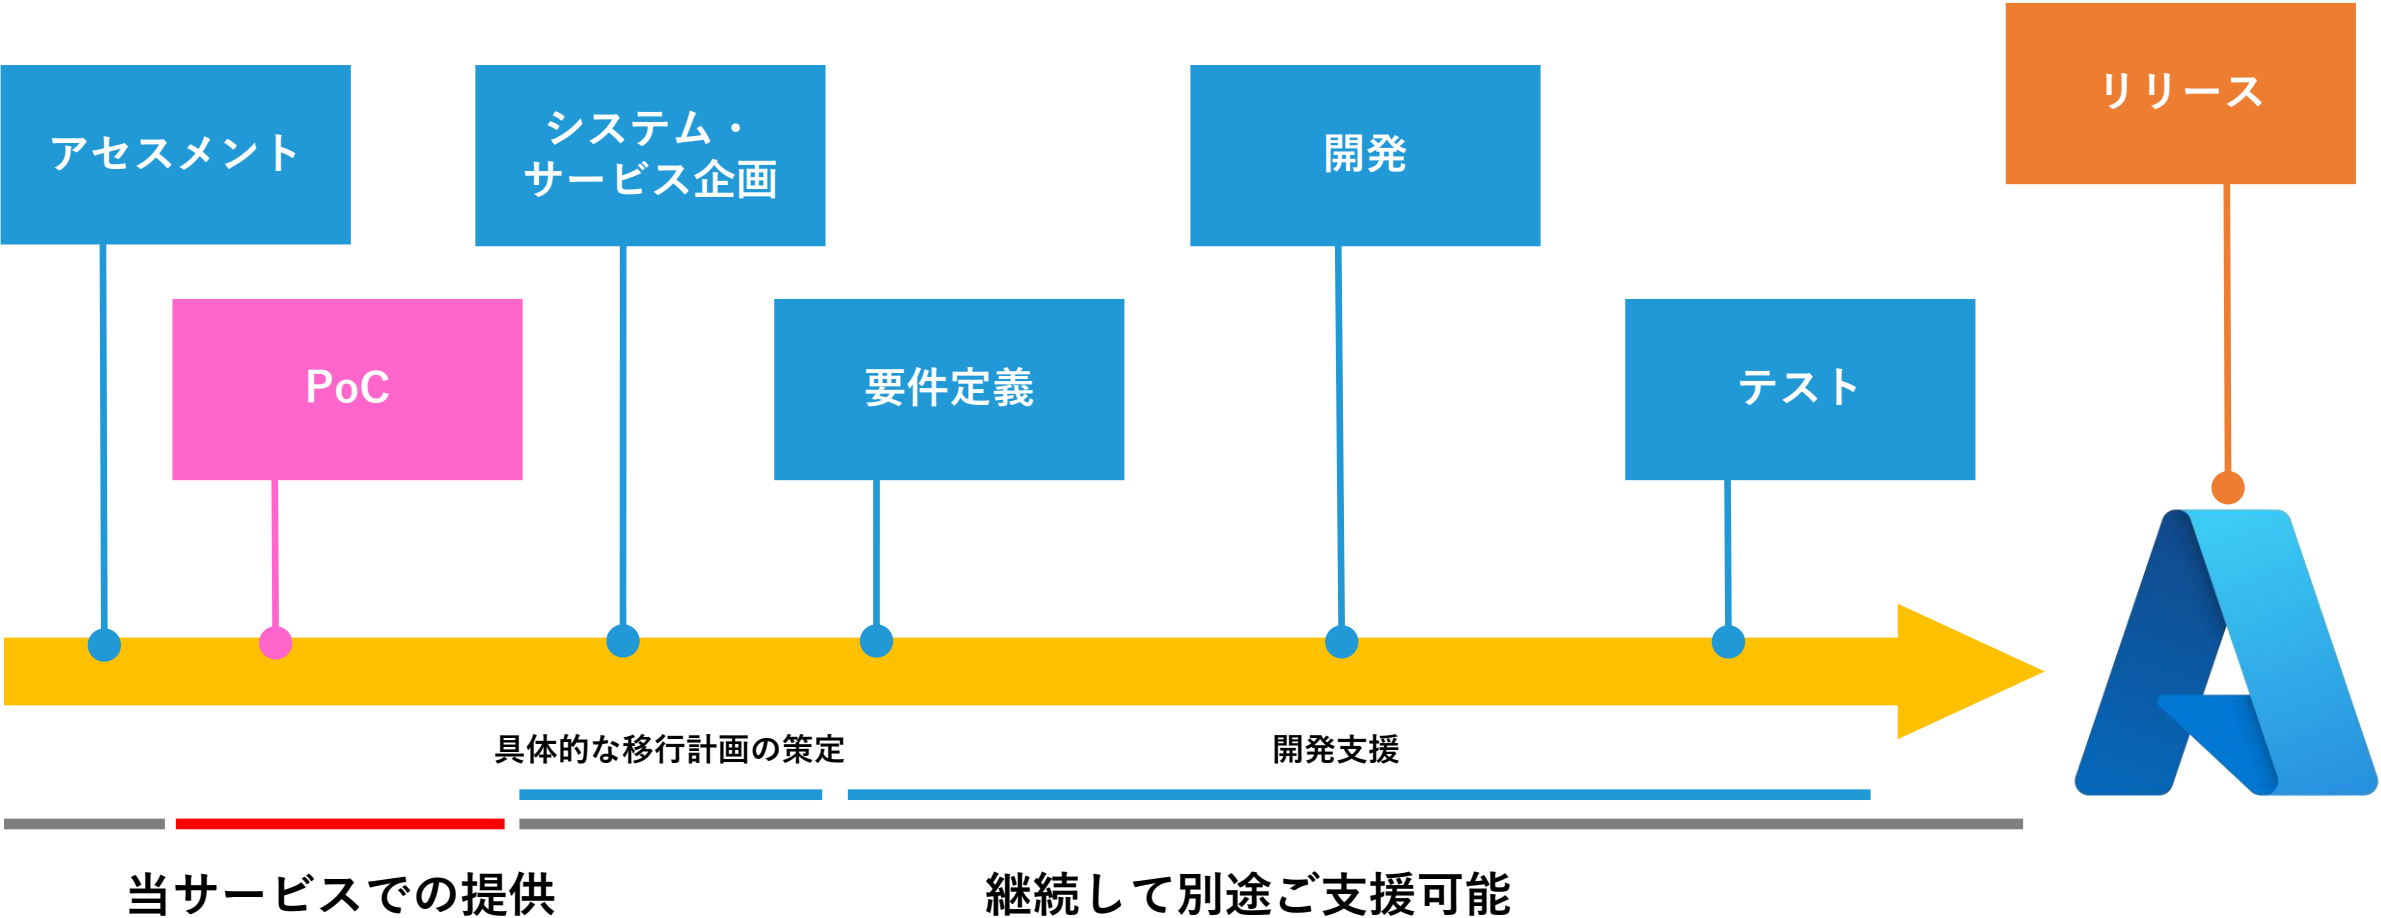 アセスメント
PoC
システム・
サービス企画
要件定義
開発
テスト
リリース
具体的な移行計画の策定
開発支援
当サービスでの提供
継続して別途ご支援可能